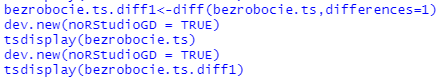 bezrobocie.ts.diff1<-diff(bezrobocie.ts,differences=1)
dev.new(noRStudioGD = TRUE)
tsdisplay(bezrobocie.ts)
dev.new(noRStudioGD = TRUE)
tsdisplay(bezrobocie.ts.diff1)